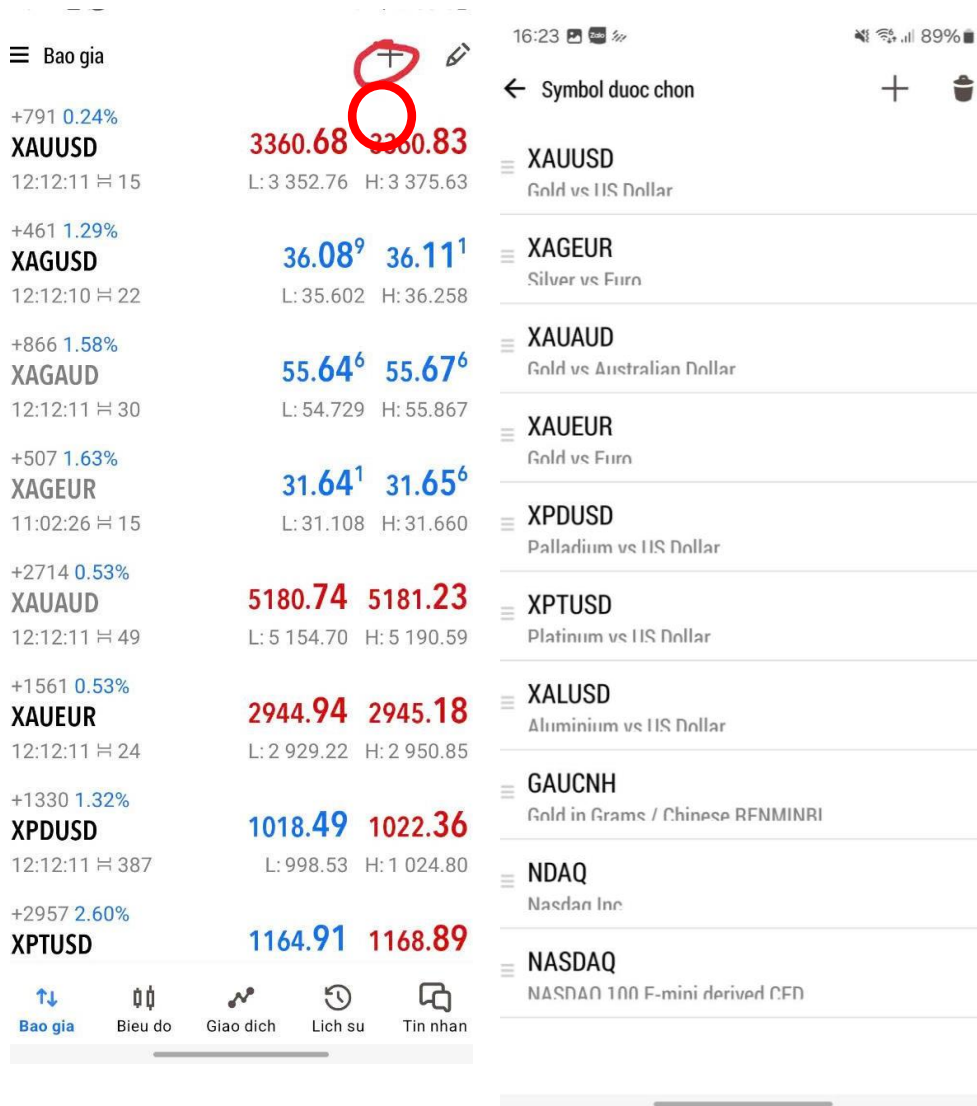 Bao gia
+791 0.24%
XAUUSD
3360.68 3360.83
12:12:11 15
L: 3 352.76 H: 3 375.63
+461 1.29%
XAGUSD
36.089 36.111
12:12:10 22
L: 35.602 H: 36.258
+866 1.58%
XAGAUD
55.646 55.676
12:12:11 30
L: 54.729 H: 55.867
+507 1.63%
XAGEUR
31.641 31.656
11:02:26 15
L: 31.108 H: 31.660
+2714 0.53%
XAUAUD
5180.74 5181.23
12:12:11 49
L: 5 154.70 H: 5 190.59
+1561 0.53%
XAUEUR
2944.94 2945.18
12:12:11 24
L: 2 929.22 H: 2 950.85
+1330 1.32%
XPDUSD
1018.49 1022.36
12:12:11 387
L: 998.53 H: 1 024.80
+2957 2.60%
XPTUSD
1164.91 1168.89
Bao gia Bieu do Giao dich Lich su Tin nhan
16:23 Zalo 89%
Symbol duoc chon
XAUUSD
Gold vs US Dollar
XAGEUR
Silver vs Euro
XAUAUD
Gold vs Australian Dollar
XAUEUR
Gold vs Euro
XPDUSD
Palladium vs US Dollar
XPTUSD
Platinum vs US Dollar
XALUSD
Aluminium vs US Dollar
GAUCNH
Gold in Grams / Chinese RENMINBI
NDAQ
Nasdaq Inc
NASDAQ
NASDAQ 100 E-mini derived CFD